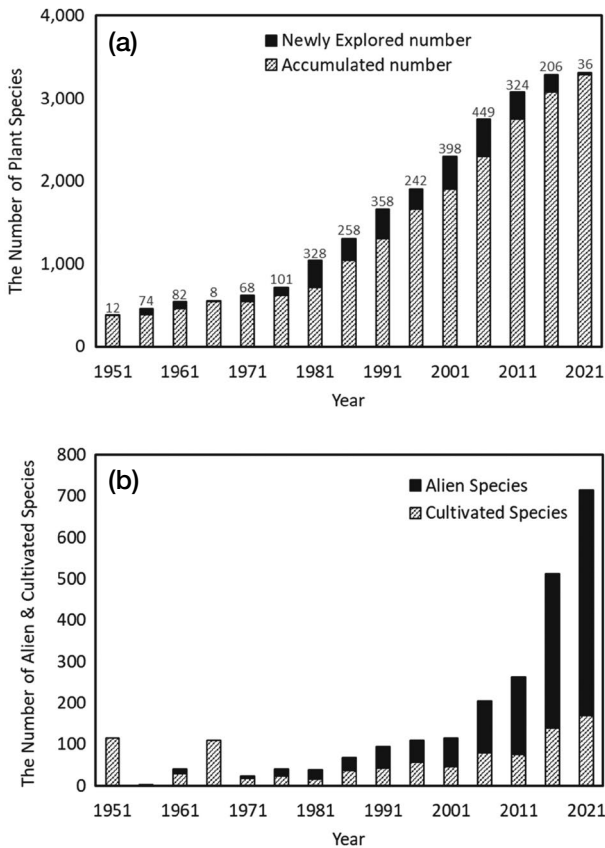 (a)
Newly Explored number
Accumulated number
The Number of Plant Species
4,000
3,000
2,000
1,000
0
12 74 82 8 68 101 328 258 358 242 398 449 324 206 36
1951 1961 1971 1981 1991 2001 2011 2021
Year
(b)
Alien Species
Cultivated Species
The Number of Alien & Cultivated Species
800
700
600
500
400
300
200
100
0
1951 1961 1971 1981 1991 2001 2011 2021
Year